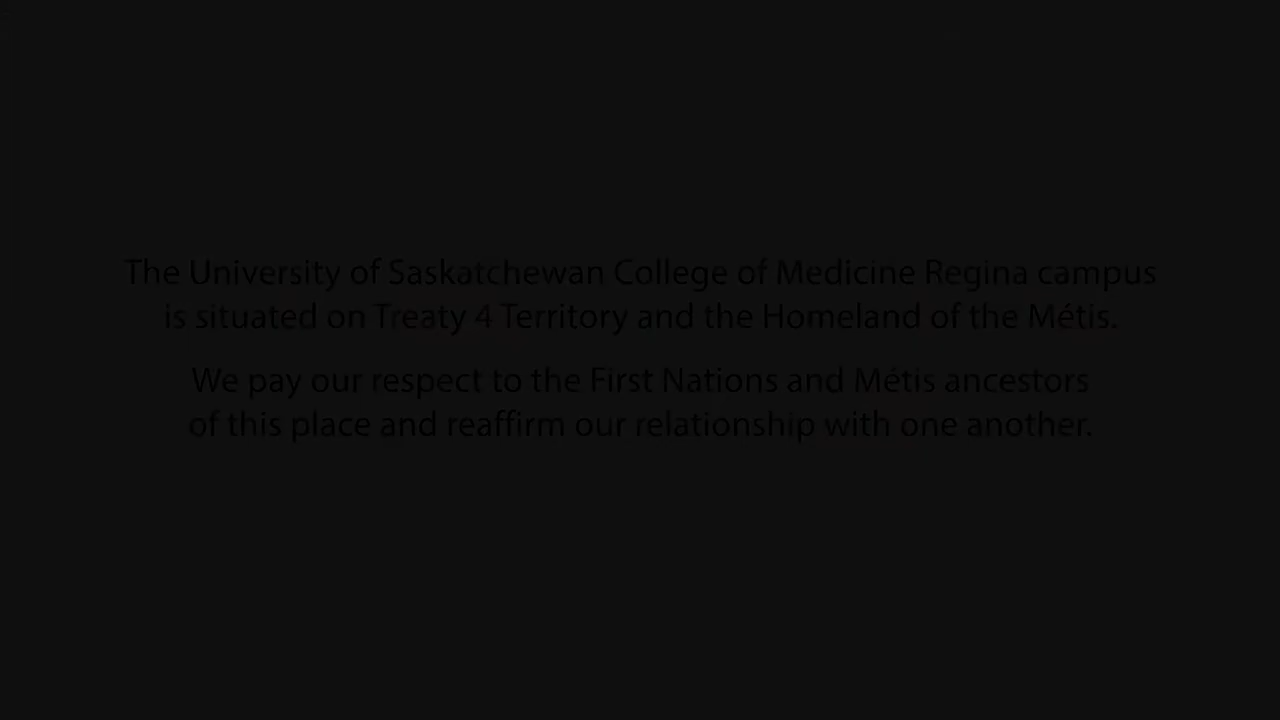 The University of Saskatchewan College of Medicine Regina campus
is situated on Treaty 4 Territory and the Homeland of the Métis.
We pay our respect to the First Nations and Métis ancestors
of this place and reaffirm our relationship with one another.